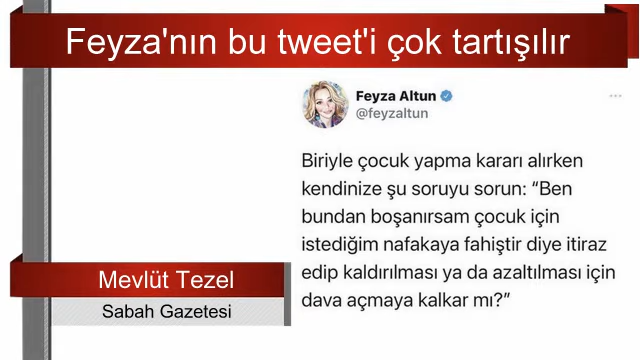 Feyza'nın bu tweet'i çok tartışılır
Feyza Altun
@feyzaltun
Biriyle çocuk yapma kararı alırken
kendinize şu soruyu sorun: “Ben
bundan boşanırsam çocuk için
istediğim nafakaya fahiştir diye itiraz
edip kaldırılması ya da azaltılması için
dava açmaya kalkar mı?”
Mevlüt Tezel
Sabah Gazetesi